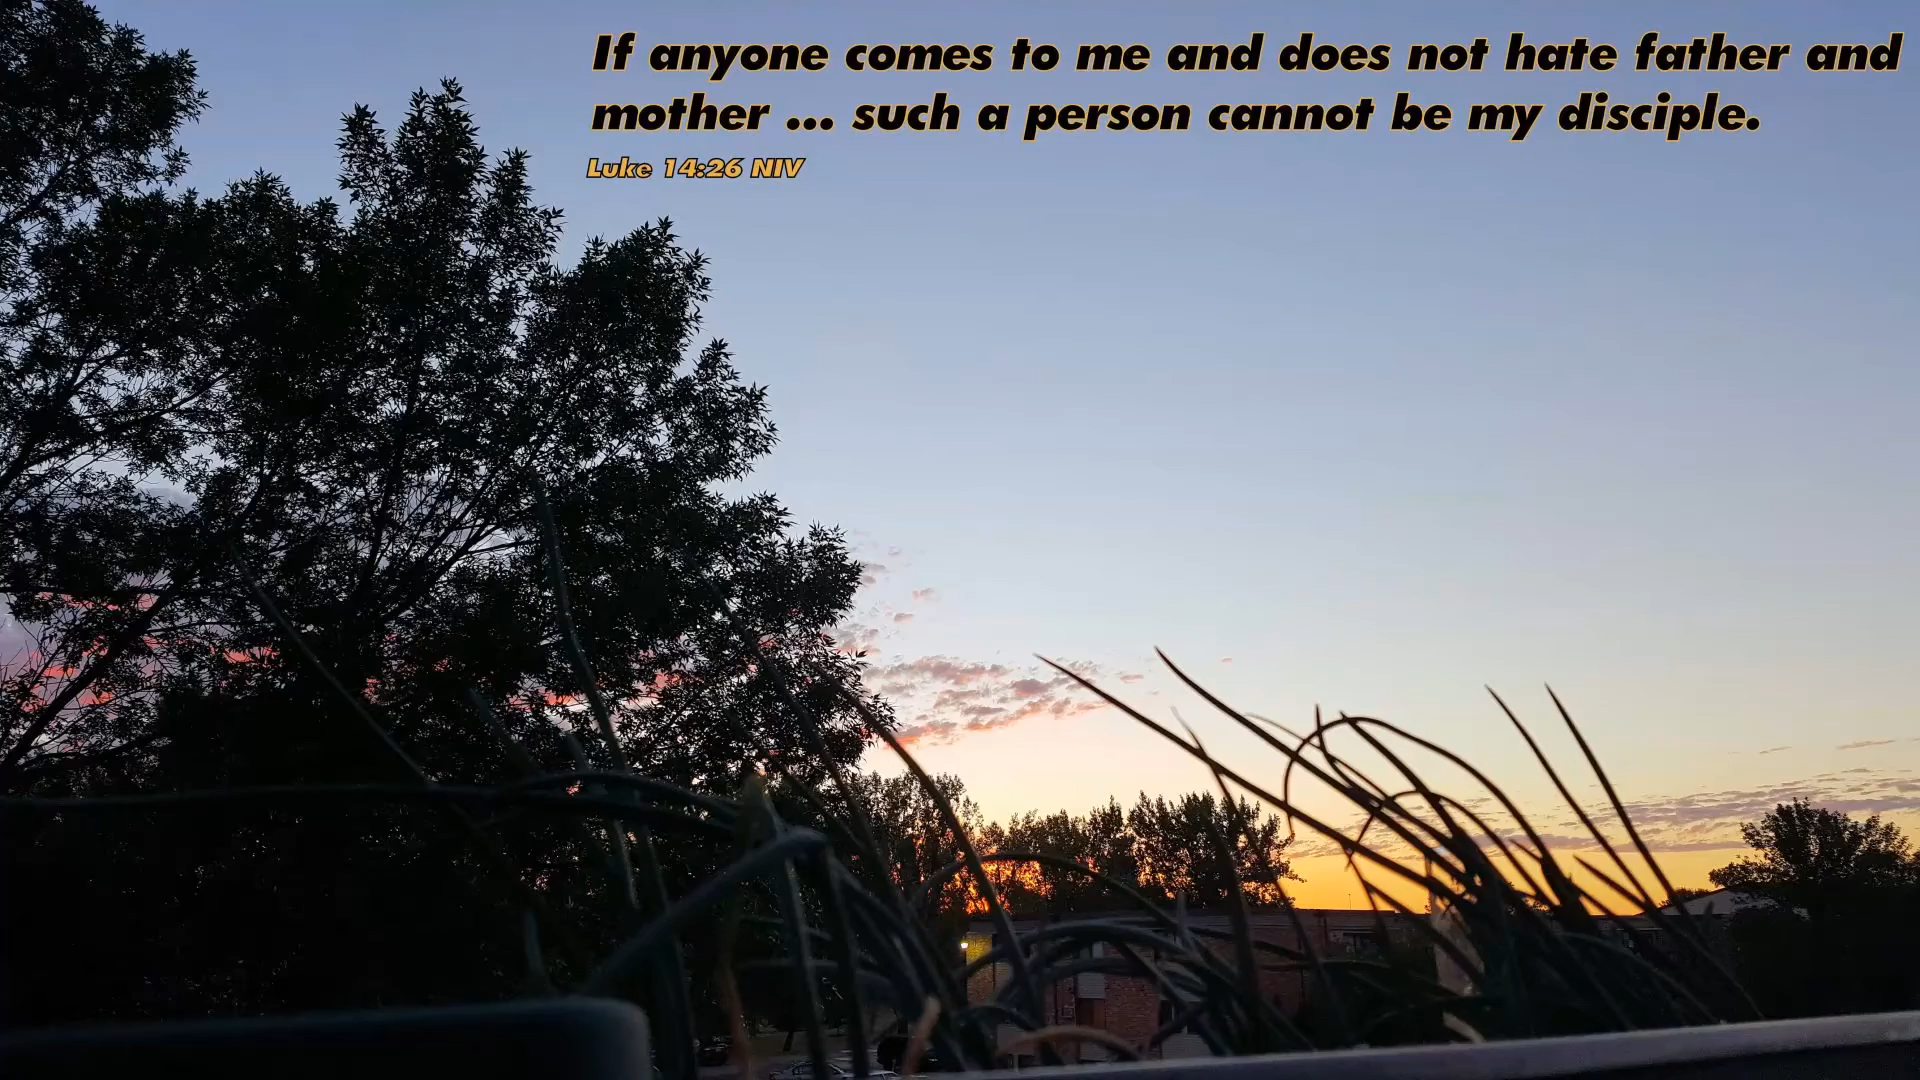 If anyone comes to me and does not hate father and
mother ... such a person cannot be my disciple.
Luke 14:26 NIV